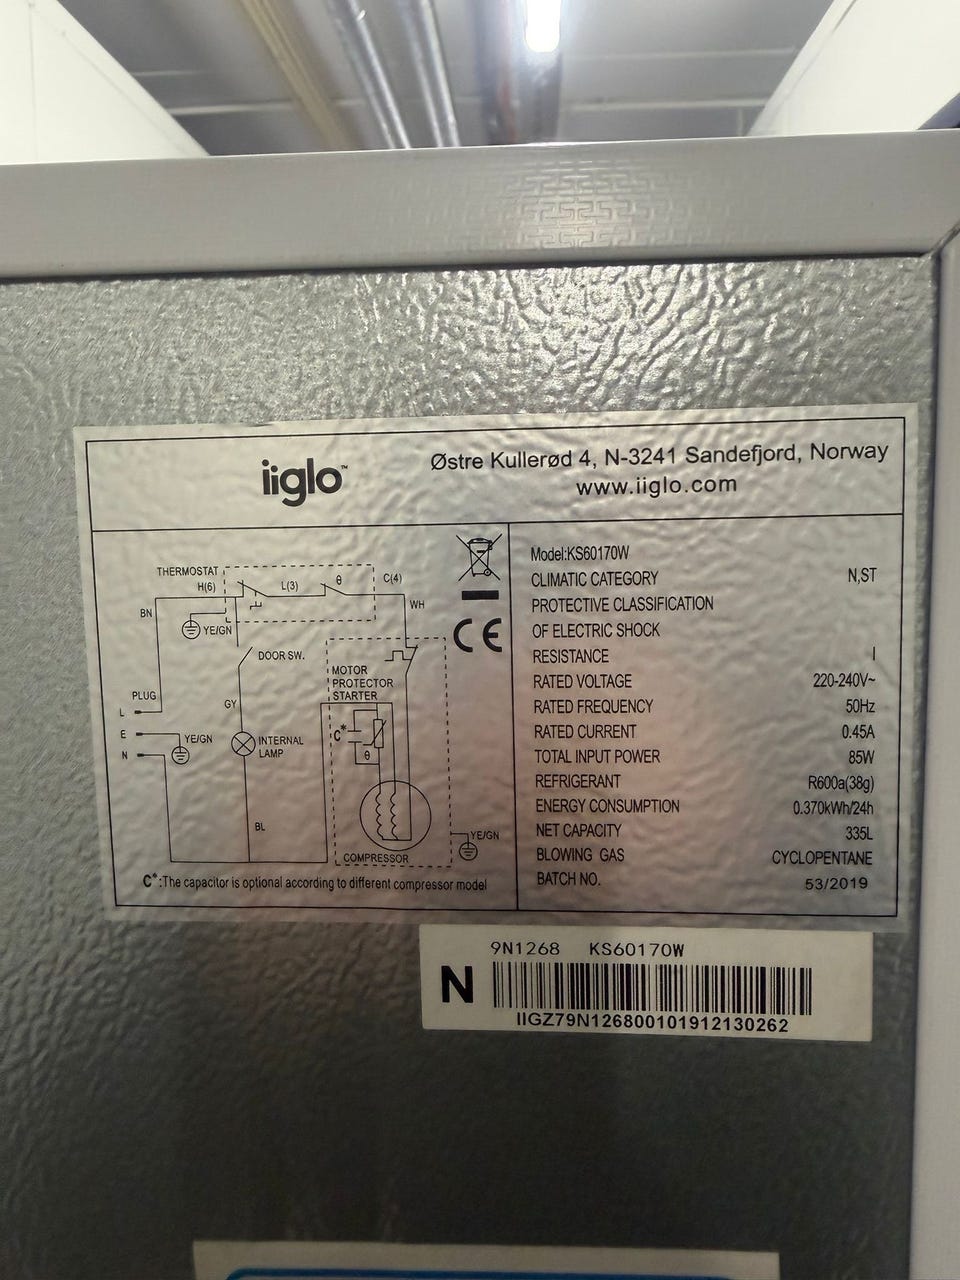 iiglo™
Østre Kullerød 4, N-3241 Sandefjord, Norway
www.iiglo.com
THERMOSTAT
H(6)
L(3)
θ
C(4)
BN
WH
YE/GN
DOOR SW.
MOTOR
PROTECTOR
STARTER
PLUG
L
GY
C*
E
YE/GN
INTERNAL
LAMP
N
θ
BL
YE/GN
COMPRESSOR
C*:The capacitor is optional according to different compressor model
CE
Model:KS60170W
CLIMATIC CATEGORY N,ST
PROTECTIVE CLASSIFICATION
OF ELECTRIC SHOCK
RESISTANCE I
RATED VOLTAGE 220-240V~
RATED FREQUENCY 50Hz
RATED CURRENT 0.45A
TOTAL INPUT POWER 85W
REFRIGERANT R600a(38g)
ENERGY CONSUMPTION 0.370kWh/24h
NET CAPACITY 335L
BLOWING GAS CYCLOPENTANE
BATCH NO. 53/2019
9N1268 KS60170W
N
IIGZ79N126800101912130262